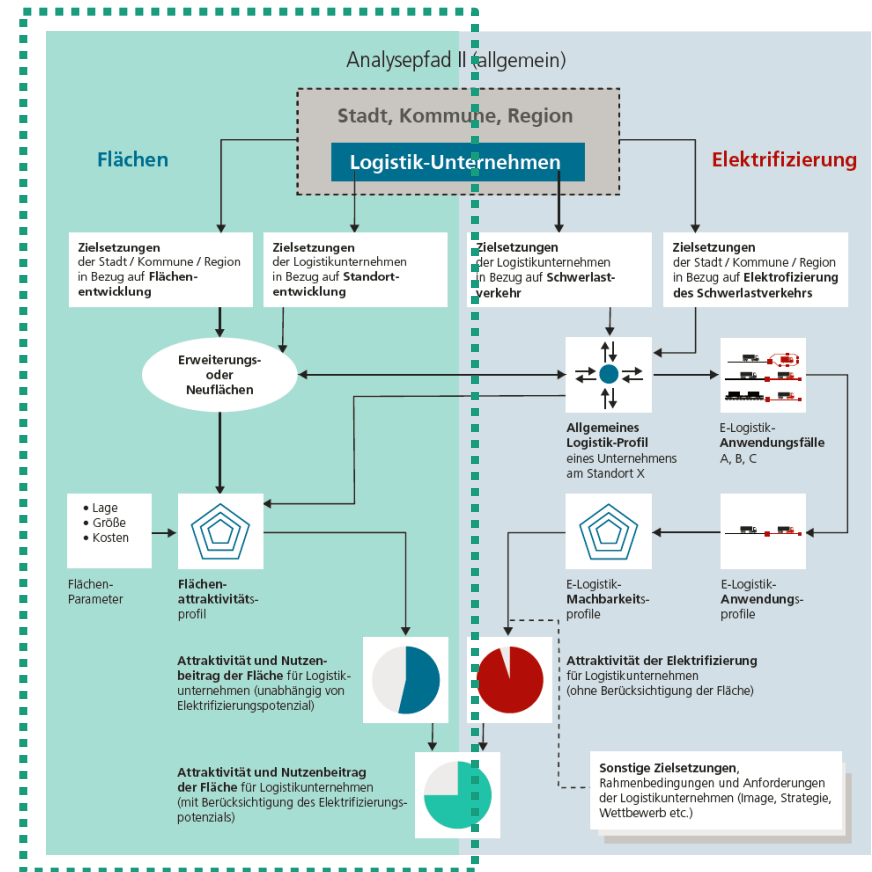 Analysepfad II (allgemein)
Stadt, Kommune, Region
Logistik-Unternehmen
Flächen
Elektrifizierung
Zielsetzungen
der Stadt / Kommune / Region
in Bezug auf Flächen-
entwicklung
Zielsetzungen
der Logistikunternehmen
in Bezug auf Standort-
entwicklung
Zielsetzungen
der Logistikunternehmen
in Bezug auf Schwerlast-
verkehr
Zielsetzungen
der Stadt / Kommune / Region
in Bezug auf Elektrofizierung
des Schwerlastverkehrs
Erweiterungs-
oder
Neuflächen
Allgemeines
Logistik-Profil
eines Unternehmens
am Standort X
E-Logistik-
Anwendungsfälle
A, B, C
• Lage
• Größe
• Kosten
Flächen-
Parameter
Flächen-
attraktivitäts-
profil
E-Logistik-
Machbarkeits-
profile
E-Logistik-
Anwendungs-
profile
Attraktivität und Nutzen-
beitrag der Fläche für Logistik-
unternehmen (unabhängig von
Elektrifizierungspotenzial)
Attraktivität der Elektrifizierung
für Logistikunternehmen
(ohne Berücksichtigung der Fläche)
Attraktivität und Nutzenbeitrag
der Fläche für Logistikunternehmen
(mit Berücksichtigung des Elektrifizierungs-
potenzials)
Sonstige Zielsetzungen,
Rahmenbedingungen und Anforderungen
der Logistikunternehmen (Image, Strategie,
Wettbewerb etc.)